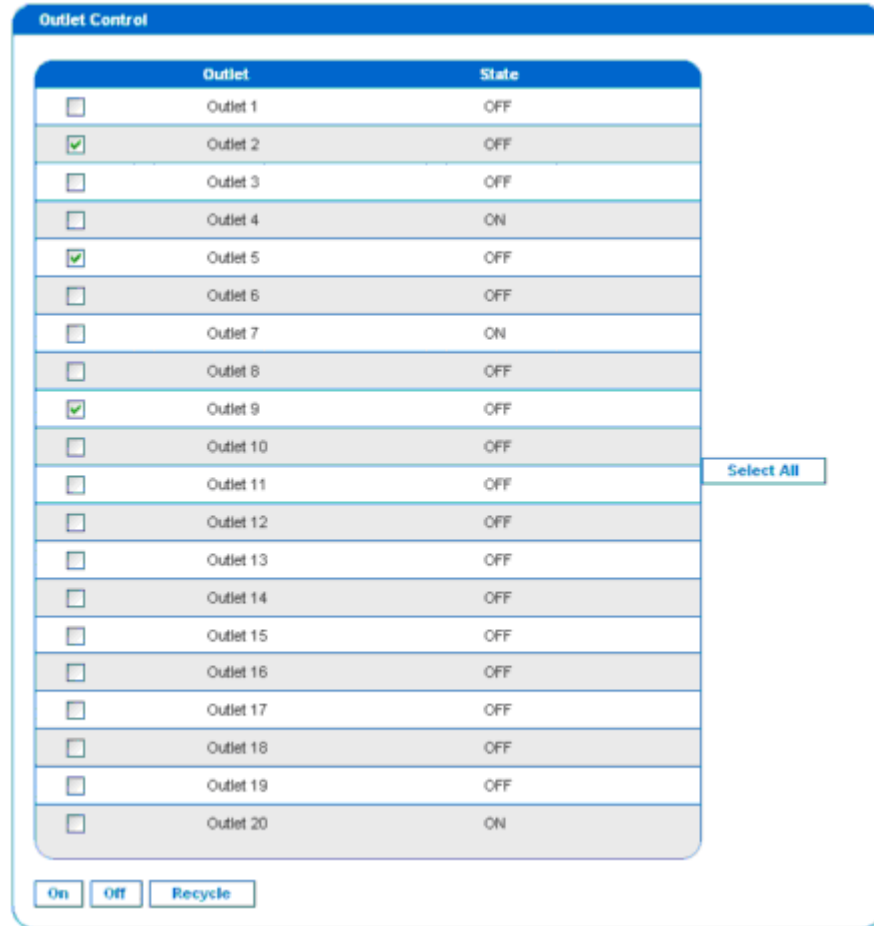 Outlet Control
Outlet State
Outlet 1 OFF
Outlet 2 OFF
Outlet 3 OFF
Outlet 4 ON
Outlet 5 OFF
Outlet 6 OFF
Outlet 7 ON
Outlet 8 OFF
Outlet 9 OFF
Outlet 10 OFF
Select All
Outlet 11 OFF
Outlet 12 OFF
Outlet 13 OFF
Outlet 14 OFF
Outlet 15 OFF
Outlet 16 OFF
Outlet 17 OFF
Outlet 18 OFF
Outlet 19 OFF
Outlet 20 ON
On Off Recycle